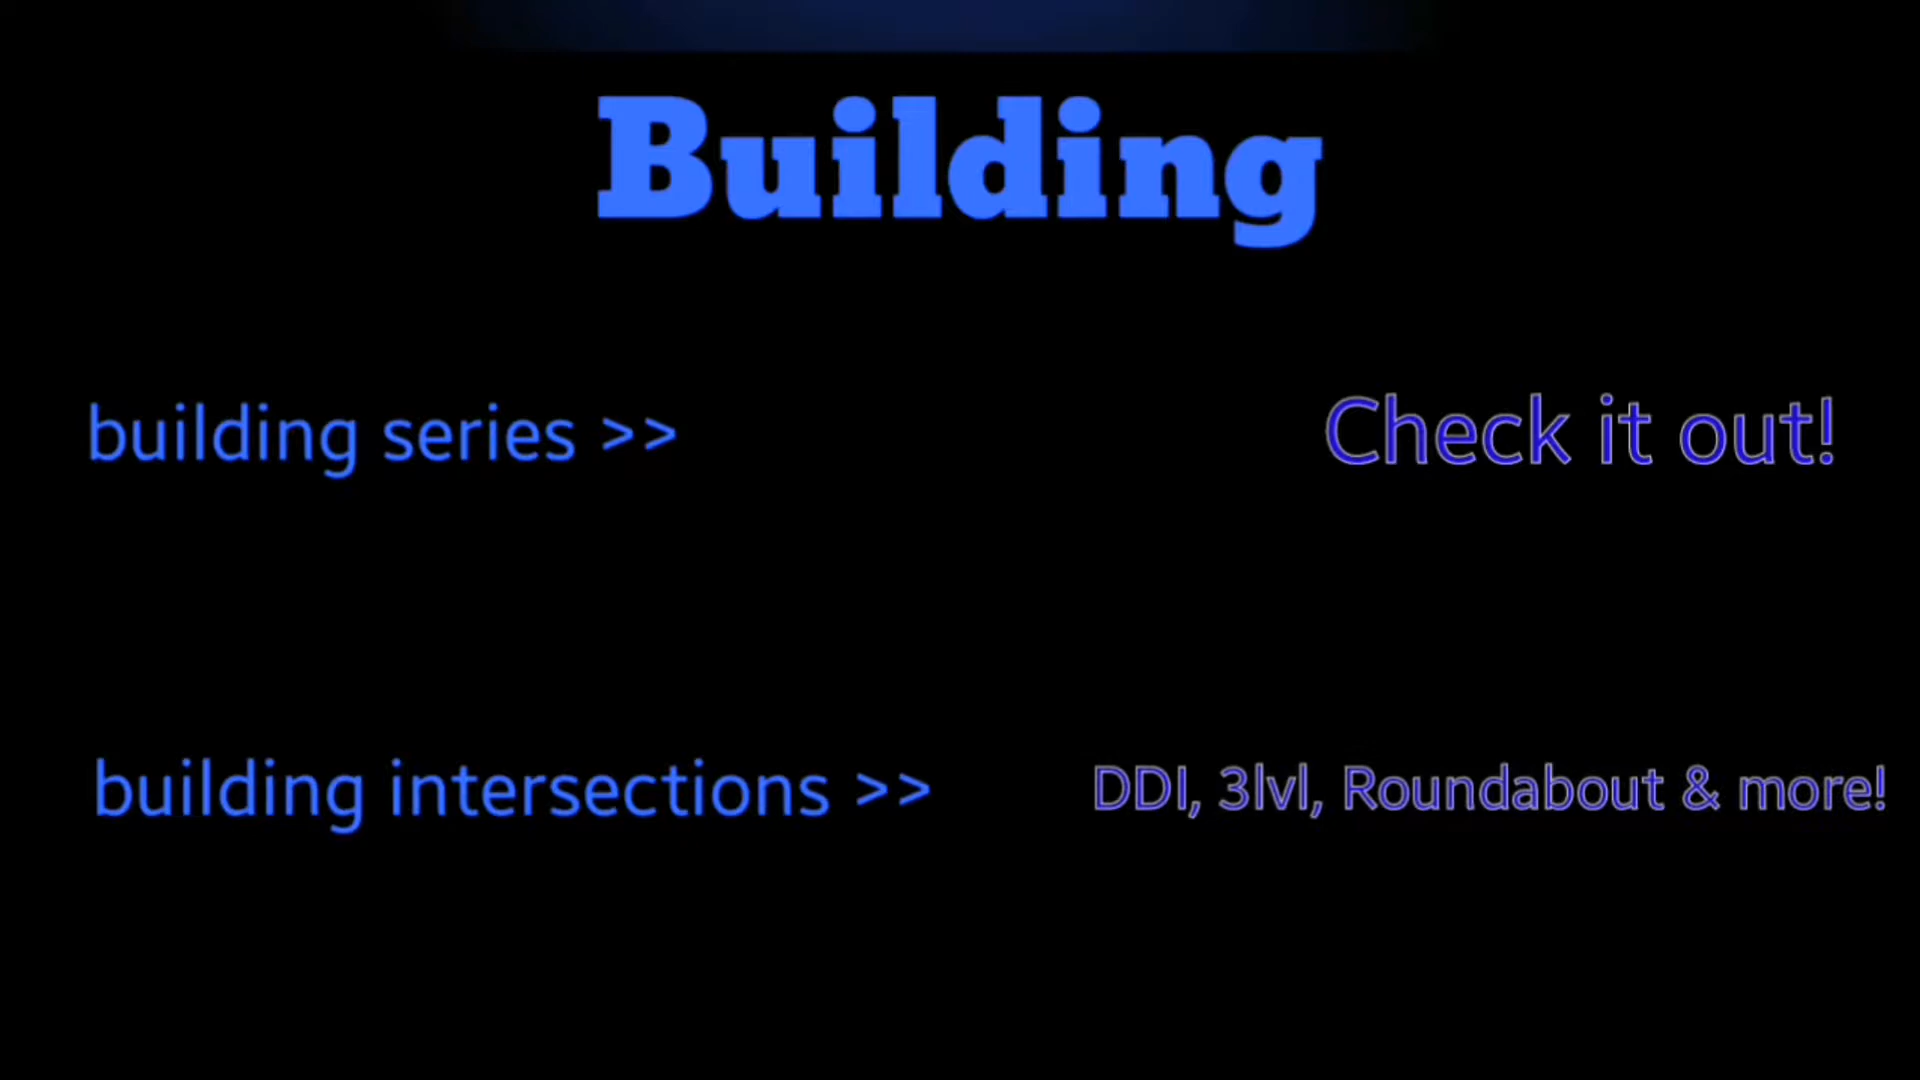 Building
building series >> Check it out!
building intersections >> DDI, 3lvl, Roundabout & more!